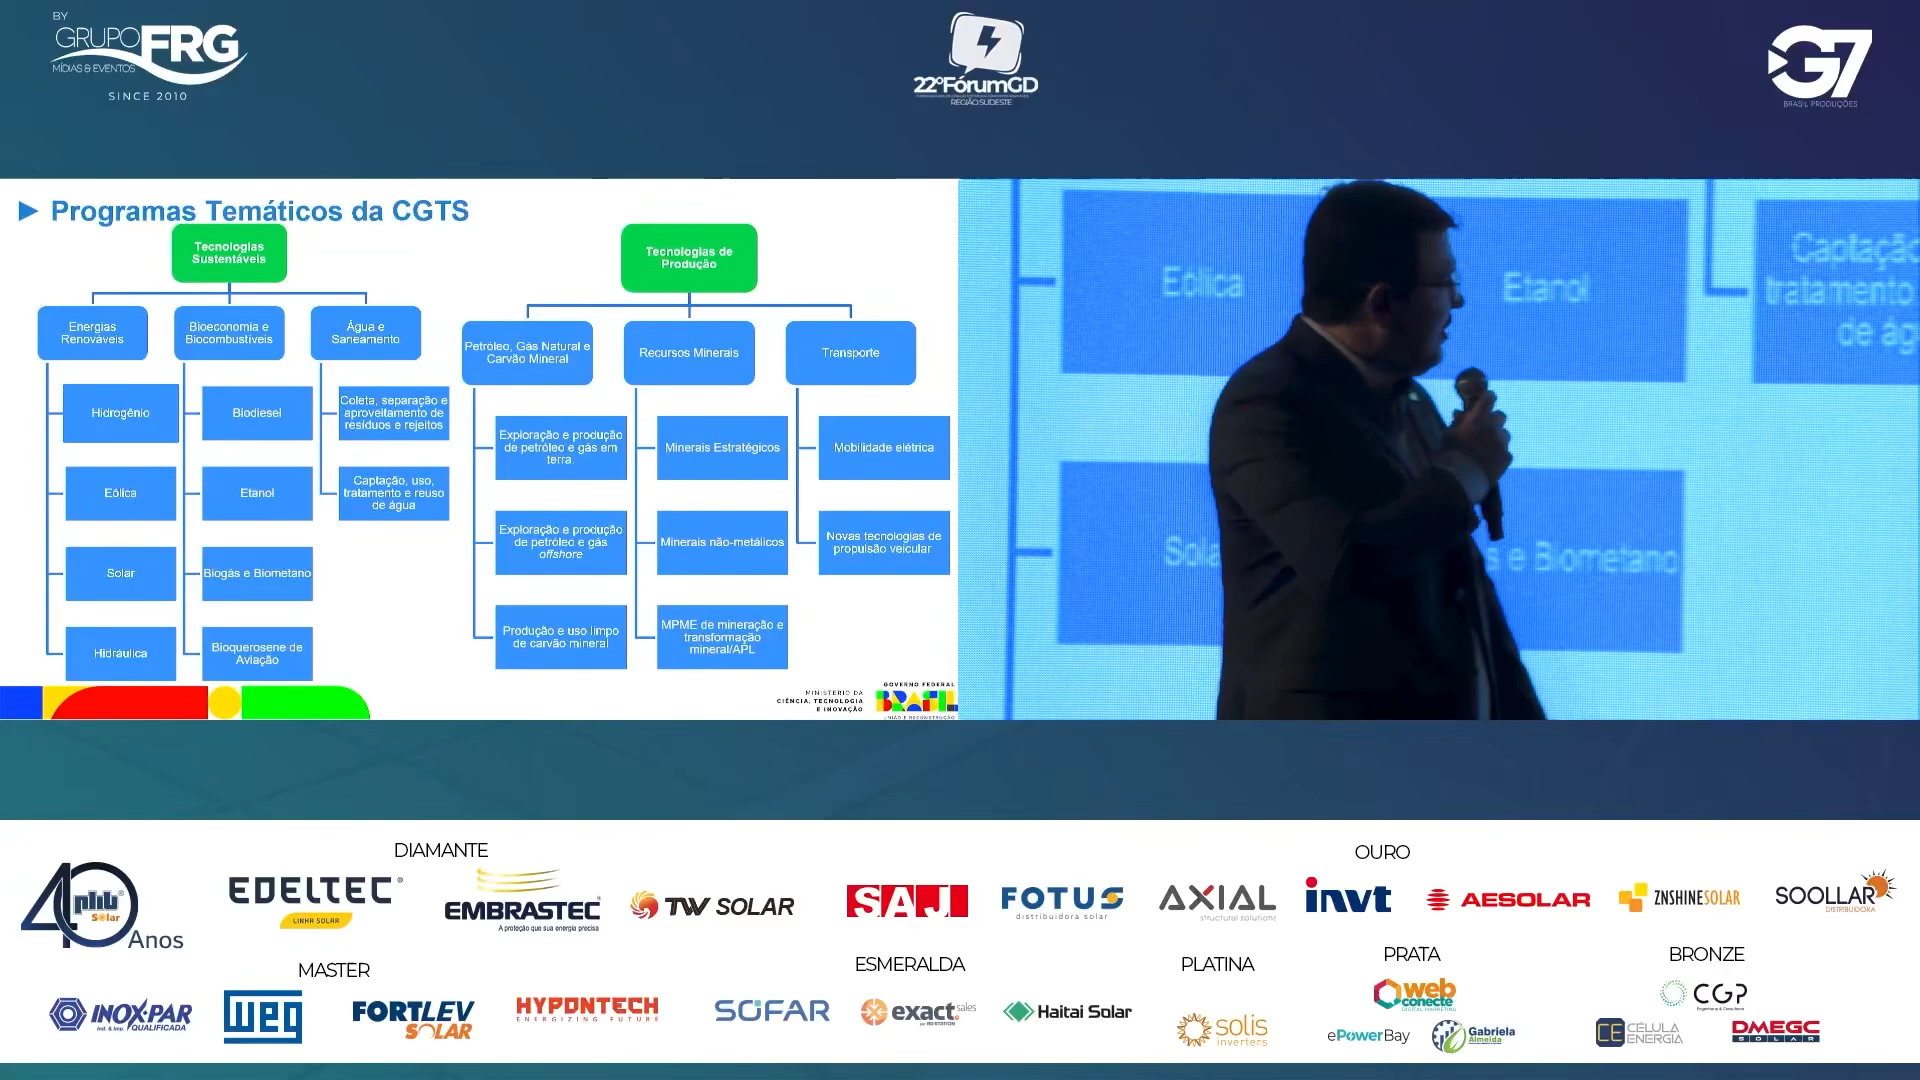 BY
GRUPO FRG
MÍDIAS & EVENTOS
SINCE 2010
22ºFórumGD
REGIÃO SUDESTE
G7
BRASIL PRODUÇÕES
► Programas Temáticos da CGTS
Tecnologias
Sustentáveis
Energias
Renováveis
Hidrogênio
Eólica
Solar
Hidráulica
Bioeconomia e
Biocombustíveis
Biodiesel
Etanol
Biogás e Biometano
Bioquerosene de
Aviação
Água e
Saneamento
Coleta, separação e
aproveitamento de
resíduos e rejeitos
Captação, uso,
tratamento e reuso
de água
Tecnologias de
Produção
Petróleo, Gás Natural e
Carvão Mineral
Exploração e produção
de petróleo e gás em
terra.
Exploração e produção
de petróleo e gás
offshore
Produção e uso limpo
de carvão mineral
Recursos Minerais
Minerais Estratégicos
Minerais não-metálicos
MPME de mineração e
transformação
mineral/APL
Transporte
Mobilidade elétrica
Novas tecnologias de
propulsão veicular
MINISTÉRIO DA
CIÊNCIA, TECNOLOGIA
E INOVAÇÃO
GOVERNO FEDERAL
BRASIL
UNIÃO E RECONSTRUÇÃO
Eólica
Etanol
Captação
tratamento
de ág
Sola
s e Biometano
DIAMANTE
OURO
40
phb
Solar
Anos
EDELTEC
LINHA SOLAR
EMBRASTEC
A proteção que sua energia precisa
TW SOLAR
SAJ
FOTUS
distribuidora solar
AXIAL
structural solutions
invt
AESOLAR
ZNSHINESOLAR
SOOLLAR
DISTRIBUIDORA
MASTER
ESMERALDA
PLATINA
PRATA
BRONZE
INOX-PAR
Ind. & Imp. QUALIFICADA
WEG
FORTLEV
SOLAR
HYPONTECH
ENERGIZING FUTURE
SOFAR
exact sales
Haitai Solar
solis
inverters
web
conecte
DIGITAL MARKETING
ePowerBay
Gabriela
Almeida
CGP
CE CÉLULA
ENERGIA
DMEGC
SOLAR